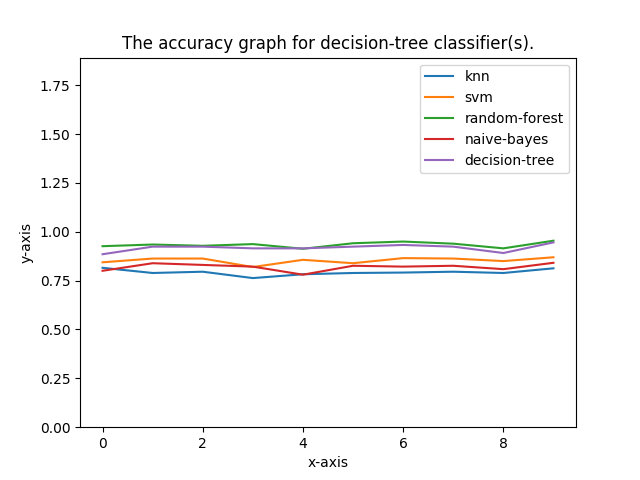 The accuracy graph for decision-tree classifier(s).
knn
svm
random-forest
naive-bayes
decision-tree
1.75
1.50
1.25
1.00
0.75
0.50
0.25
0.00
y-axis
0 2 4 6 8
x-axis